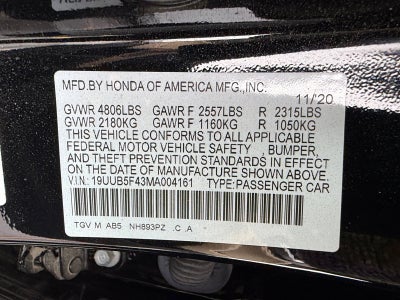 MFD.BY HONDA OF AMERICA MFG.,INC.
11/20
GVWR 4806LBS GAWR F 2557LBS R 2315LBS
GVWR 2180KG GAWR F 1160KG R 1050KG
THIS VEHICLE CONFORMS TO ALL APPLICABLE
FEDERAL MOTOR VEHICLE SAFETY , BUMPER,
AND THEFT PREVENTION STANDARDS IN EFFECT
ON THE DATE OF MANUFACTURE SHOWN ABOVE.
V.I.N: 19UUB5F43MA004161 TYPE:PASSENGER CAR
TGV M AB5 NH893PZ .C .A